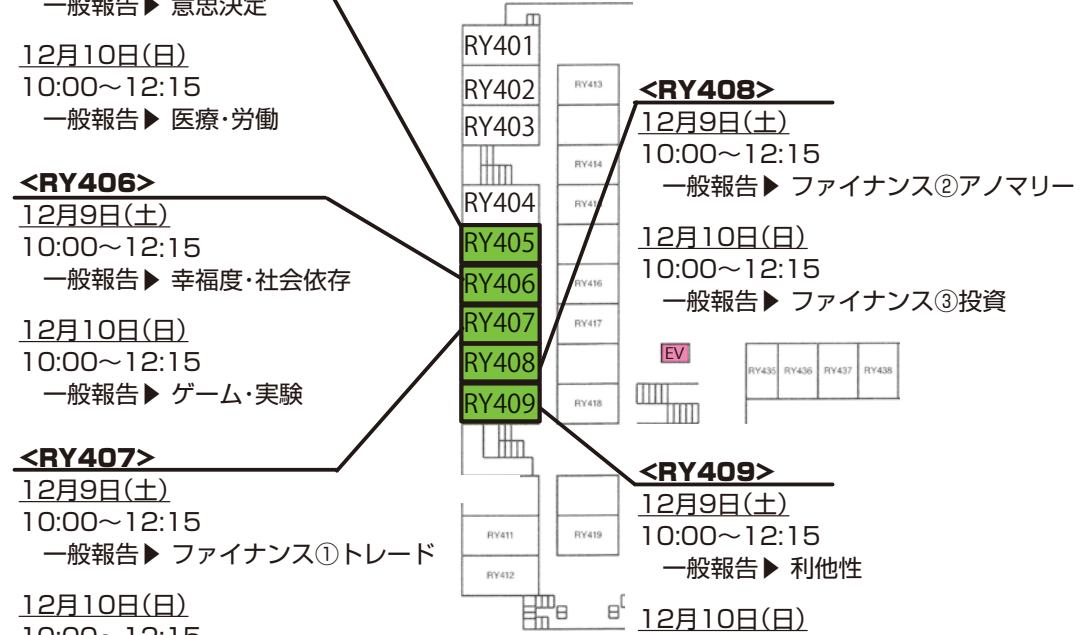 一般報告▶ 意思決定
12月10日(日)
10:00～12:15
一般報告▶ 医療・労働
<RY406>
12月9日(土)
10:00～12:15
一般報告▶ 幸福度・社会依存
12月10日(日)
10:00～12:15
一般報告▶ ゲーム・実験
<RY407>
12月9日(土)
10:00～12:15
一般報告▶ ファイナンス①トレード
12月10日(日)
10:00～12:15
RY401
RY402
RY403
RY404
RY405
RY406
RY407
RY408
RY409
RY411
RY412
RY413
RY414
RY416
RY417
RY418
RY419
<RY408>
12月9日(土)
10:00～12:15
一般報告▶ ファイナンス②アノマリー
12月10日(日)
10:00～12:15
一般報告▶ ファイナンス③投資
EV
RY435 RY436 RY437 RY438
<RY409>
12月9日(土)
10:00～12:15
一般報告▶ 利他性
12月10日(日)